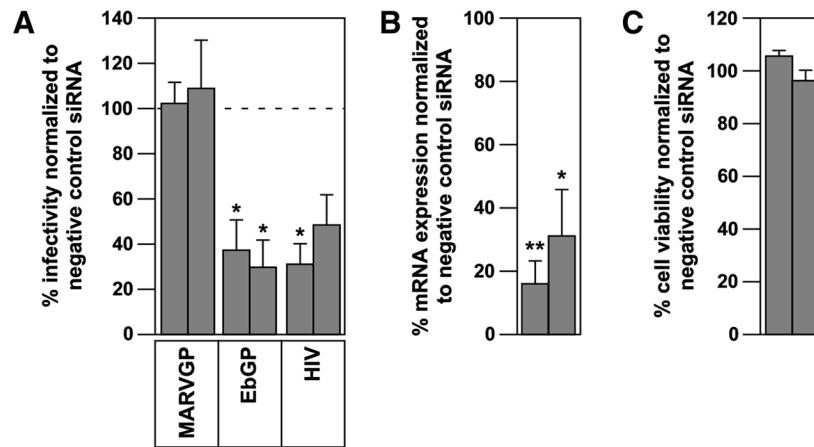 A
% infectivity normalized to
negative control siRNA
140
120
100
80
60
40
20
0
*
*
*
MARVGP
EbGP
HIV
B
% mRNA expression normalized
to negative control siRNA
100
80
60
40
20
0
**
*
C
% cell viability normalized to
negative control siRNA
120
100
80
60
40
20
0